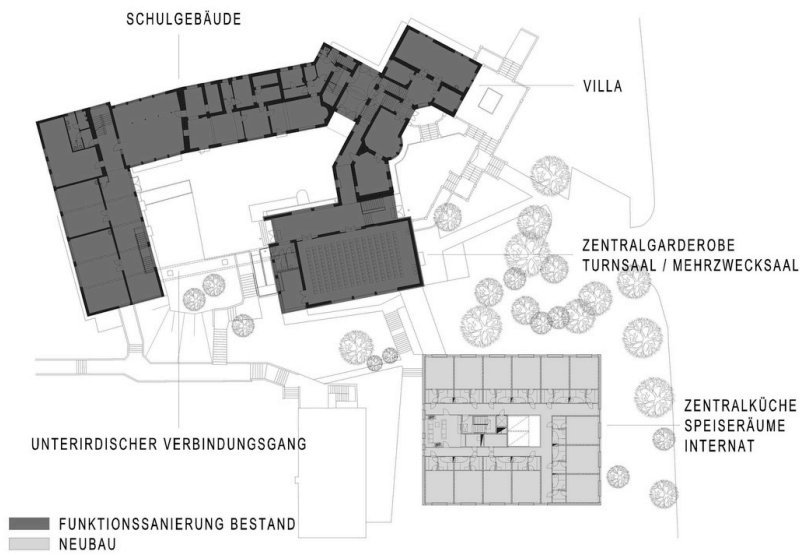 SCHULGEBÄUDE
VILLA
ZENTRALGARDEROBE
TURNSAAL / MEHRZWECKSAAL
ZENTRALKÜCHE
SPEISERÄUME
INTERNAT
UNTERIRDISCHER VERBINDUNGSGANG
FUNKTIONSSANIERUNG BESTAND
NEUBAU